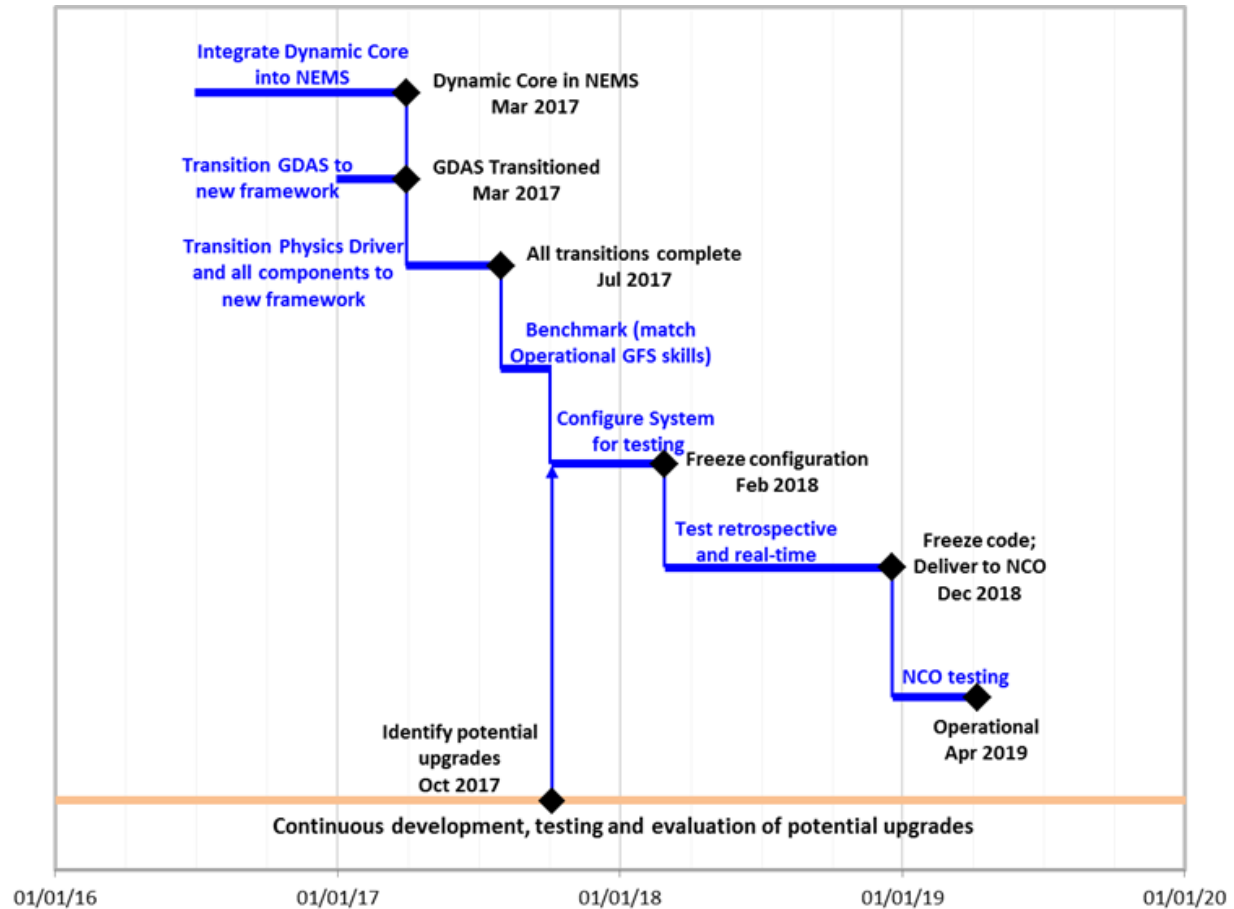 Integrate Dynamic Core
into NEMS
Dynamic Core in NEMS
Mar 2017
Transition GDAS to
new framework
GDAS Transitioned
Mar 2017
Transition Physics Driver
and all components to
new framework
All transitions complete
Jul 2017
Benchmark (match
Operational GFS skills)
Configure System
for testing
Freeze configuration
Feb 2018
Test retrospective
and real-time
Freeze code;
Deliver to NCO
Dec 2018
NCO testing
Operational
Apr 2019
Identify potential
upgrades
Oct 2017
Continuous development, testing and evaluation of potential upgrades
01/01/16
01/01/17
01/01/18
01/01/19
01/01/20